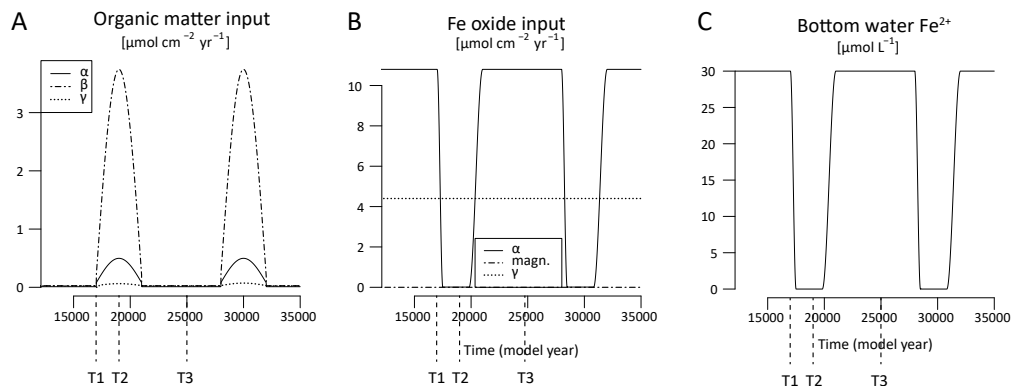 A
Organic matter input
[µmol cm⁻² yr⁻¹]
α
β
γ
3
2
1
0
15000 20000 25000 30000 35000
T1 T2 T3
B
Fe oxide input
[µmol cm⁻² yr⁻¹]
10
8
6
4
2
0
α
magn.
γ
15000 20000 25000 30000 35000
Time (model year)
T1 T2 T3
C
Bottom water Fe²⁺
[µmol L⁻¹]
30
25
20
15
10
5
0
15000 20000 25000 30000 35000
Time (model year)
T1 T2 T3